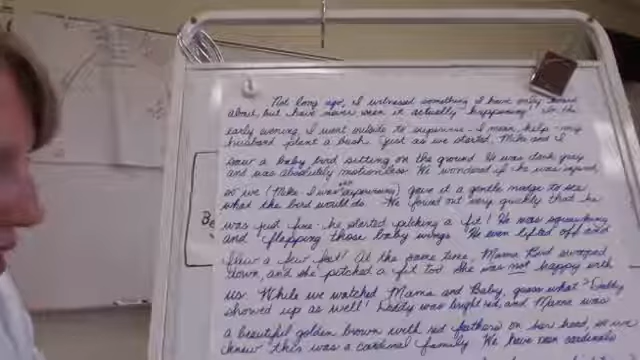 Not long ago, I witnessed something I have only heard
about, but have never seen it actually happening! In the
early evening, I went outside to supervise - I mean, help my
husband plant a bush. Just as we started, Mike and I
saw a baby bird sitting on the ground. He was dark grey
and was absolutely motionless. We wondered if he was injured,
so we (Mike - I was still supervising) gave it a gentle nudge to see
what the bird would do. We found out very quickly that he
was just fine - he started pitching a fit! He was squawking
and flapping those baby wings. He even lifted off and
flew a few feet! At the same time, Mama Bird swooped
down, and she pitched a fit too. She was not happy with
us. While we watched Mama and Baby, guess what? Daddy
showed up as well! Daddy was bright red, and Mama was
a beautiful golden brown with red feathers on her head, so we
knew this was a cardinal family. We have seen cardinals
Be